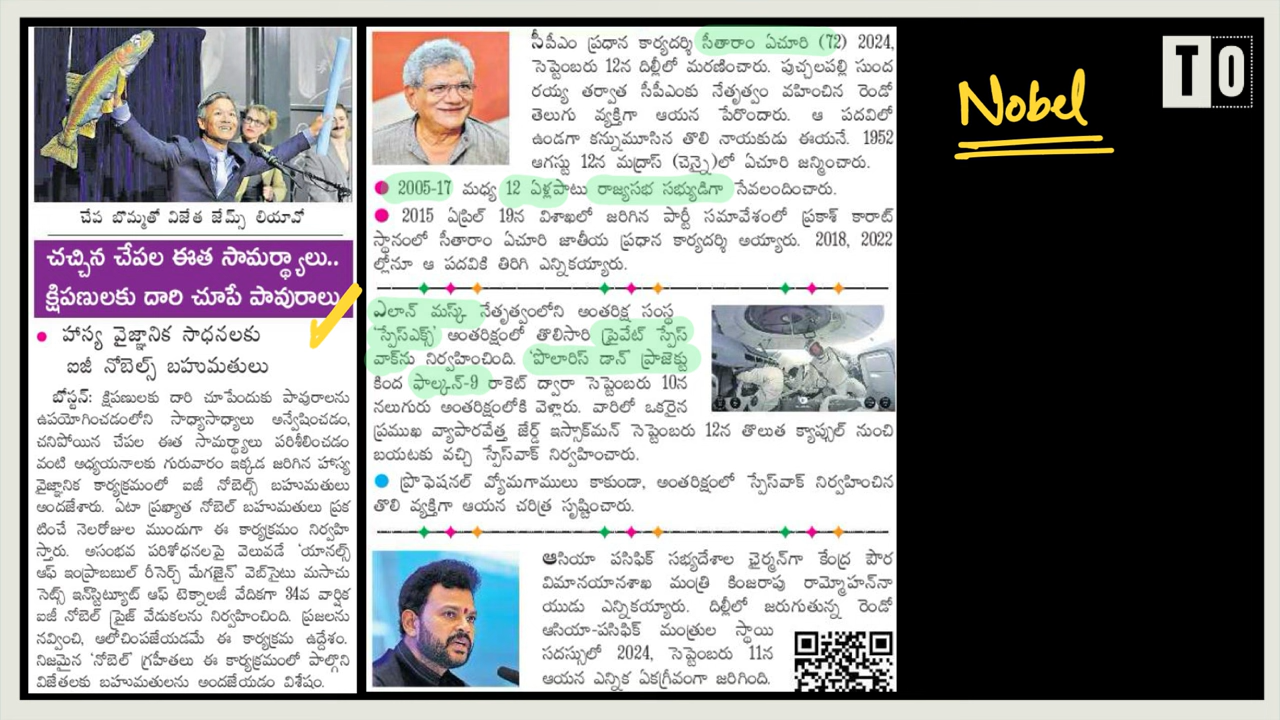 చేప బొమ్మతో విజేత జేమ్స్ లియావో
చచ్చిన చేపల ఈత సామర్థ్యాలు..
క్షిపణులకు దారి చూపే పావురాలు
హాస్య వైజ్ఞానిక సాధనలకు
ఐజీ నోబెల్స్ బహుమతులు
బోస్టన్: క్షిపణులకు దారి చూపేందుకు పావురాలను
ఉపయోగించడంలోని సాధ్యాసాధ్యాలు అన్వేషించడం,
చనిపోయిన చేపల ఈత సామర్థ్యాలు పరిశీలించడం
వంటి అధ్యయనాలకు గురువారం ఇక్కడ జరిగిన హాస్య
వైజ్ఞానిక కార్యక్రమంలో ఐజీ నోబెల్స్ బహుమతులు
అందజేశారు. ఏటా ప్రఖ్యాత నోబెల్ బహుమతులు ప్రక
టించే నెలరోజుల ముందుగా ఈ కార్యక్రమం నిర్వహి
స్తారు. అసంభవ పరిశోధనలపై వెలువడే 'యానల్స్
ఆఫ్ ఇంప్రాబబుల్ రీసెర్చ్ మేగజైన్' వెబ్‌సైటు మసాచు
సెట్స్ ఇన్‌స్టిట్యూట్ ఆఫ్ టెక్నాలజీ వేదికగా 34వ వార్షిక
ఐజీ నోబెల్ ప్రైజ్ వేడుకలను నిర్వహించింది. ప్రజలను
నవ్వించి, ఆలోచింపజేయడమే ఈ కార్యక్రమ ఉద్దేశం.
నిజమైన 'నోబెల్' గ్రహీతలు ఈ కార్యక్రమంలో పాల్గొని
విజేతలకు బహుమతులను అందజేయడం విశేషం.
సీపీఎం ప్రధాన కార్యదర్శి సీతారాం ఏచూరి (72) 2024,
సెప్టెంబరు 12న దిల్లీలో మరణించారు. పుచ్చలపల్లి సుంద
రయ్య తర్వాత సీపీఎంకు నేతృత్వం వహించిన రెండో
తెలుగు వ్యక్తిగా ఆయన పేరొందారు. ఆ పదవిలో
ఉండగా కన్నుమూసిన తొలి నాయకుడు ఈయనే. 1952
ఆగస్టు 12న మద్రాస్ (చెన్నై)లో ఏచూరి జన్మించారు.
2005-17 మధ్య 12 ఏళ్లపాటు రాజ్యసభ సభ్యుడిగా సేవలందించారు.
2015 ఏప్రిల్ 19న విశాఖలో జరిగిన పార్టీ సమావేశంలో ప్రకాశ్ కారాట్
స్థానంలో సీతారాం ఏచూరి జాతీయ ప్రధాన కార్యదర్శి అయ్యారు. 2018, 2022
ల్లోనూ ఆ పదవికి తిరిగి ఎన్నికయ్యారు.
ఎలాన్ మస్క్ నేతృత్వంలోని అంతరిక్ష సంస్థ
'స్పేస్ఎక్స్' అంతరిక్షంలో తొలిసారి ప్రైవేట్ స్పేస్
వాక్‌ను నిర్వహించింది. 'పొలారిస్ డాన్' ప్రాజెక్టు
కింద ఫాల్కన్-9 రాకెట్ ద్వారా సెప్టెంబరు 10న
నలుగురు అంతరిక్షంలోకి వెళ్లారు. వారిలో ఒకరైన
ప్రముఖ వ్యాపారవేత్త జేర్డ్ ఇస్సాక్‌మన్ సెప్టెంబరు 12న తొలుత క్యాప్సుల్ నుంచి
బయటకు వచ్చి స్పేస్‌వాక్ నిర్వహించారు.
ప్రొఫెషనల్ వ్యోమగాములు కాకుండా, అంతరిక్షంలో స్పేస్‌వాక్ నిర్వహించిన
తొలి వ్యక్తిగా ఆయన చరిత్ర సృష్టించారు.
ఆసియా పసిఫిక్ సభ్యదేశాల ఛైర్మన్‌గా కేంద్ర పౌర
విమానయానశాఖ మంత్రి కింజరాపు రామ్మోహన్‌నా
యుడు ఎన్నికయ్యారు. దిల్లీలో జరుగుతున్న రెండో
ఆసియా-పసిఫిక్ మంత్రుల స్థాయి
సదస్సులో 2024, సెప్టెంబరు 11న
ఆయన ఎన్నిక ఏకగ్రీవంగా జరిగింది.
Nobel
TO